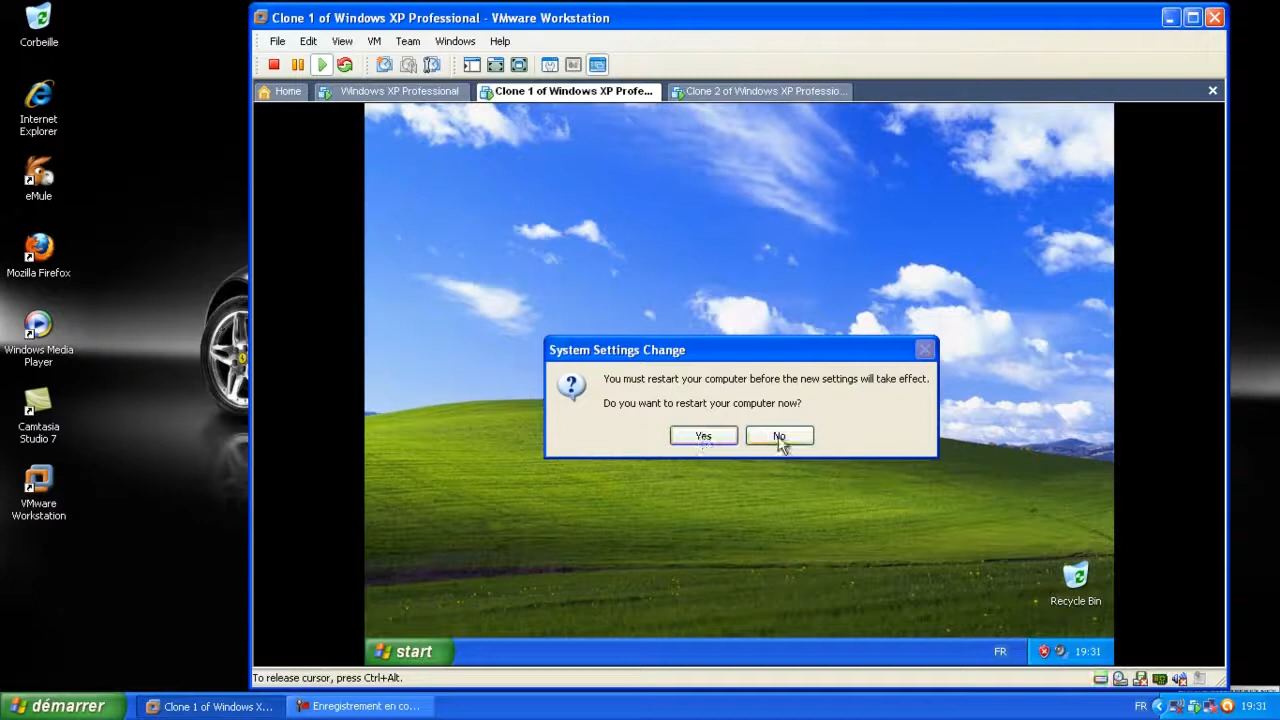 Clone 1 of Windows XP Professional - VMware Workstation
File Edit View VM Team Windows Help
Home Windows XP Professional Clone 1 of Windows XP Profe... Clone 2 of Windows XP Professio...
Corbeille
Internet
Explorer
eMule
Mozilla Firefox
Windows Media
Player
Camtasia
Studio 7
VMware
Workstation
System Settings Change
You must restart your computer before the new settings will take effect.
Do you want to restart your computer now?
Yes No
Recycle Bin
start FR 19:31
To release cursor, press Ctrl+Alt.
démarrer Clone 1 of Windows X... Enregistrement en co... FR 19:31